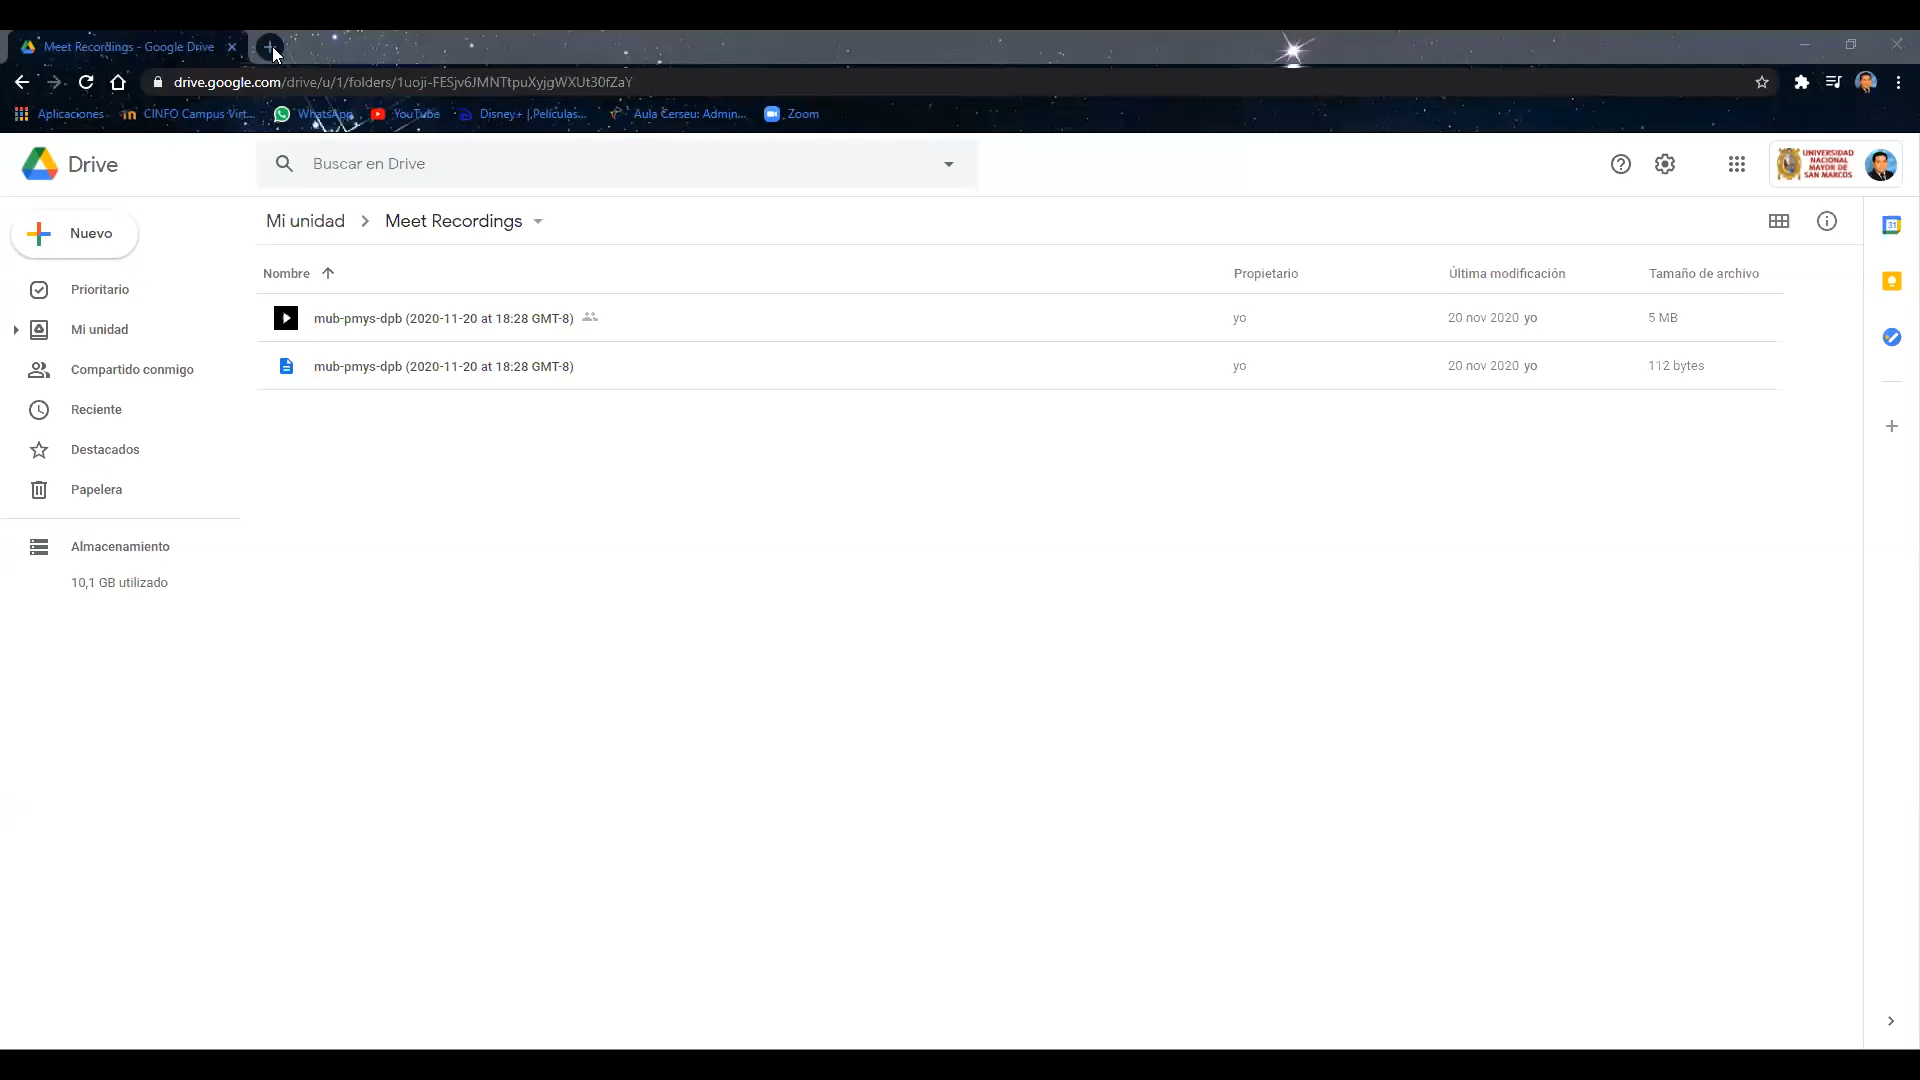 Meet Recordings - Google Drive
drive.google.com/drive/u/1/folders/1uoji-FESjv6JMNTtpuXyjgWXUt30fZaY
Aplicaciones CINFO Campus Virt... WhatsApp YouTube Disney+ | Películas... Aula Cerseu: Admin... Zoom
Drive
Buscar en Drive
UNIVERSIDAD
NACIONAL
MAYOR DE
SAN MARCOS
Nuevo
Mi unidad Meet Recordings
31
Nombre Propietario Última modificación Tamaño de archivo
Prioritario
mub-pmys-dpb (2020-11-20 at 18:28 GMT-8) yo 20 nov 2020 yo 5 MB
Mi unidad
mub-pmys-dpb (2020-11-20 at 18:28 GMT-8) yo 20 nov 2020 yo 112 bytes
Compartido conmigo
Reciente
Destacados
Papelera
Almacenamiento
10,1 GB utilizado